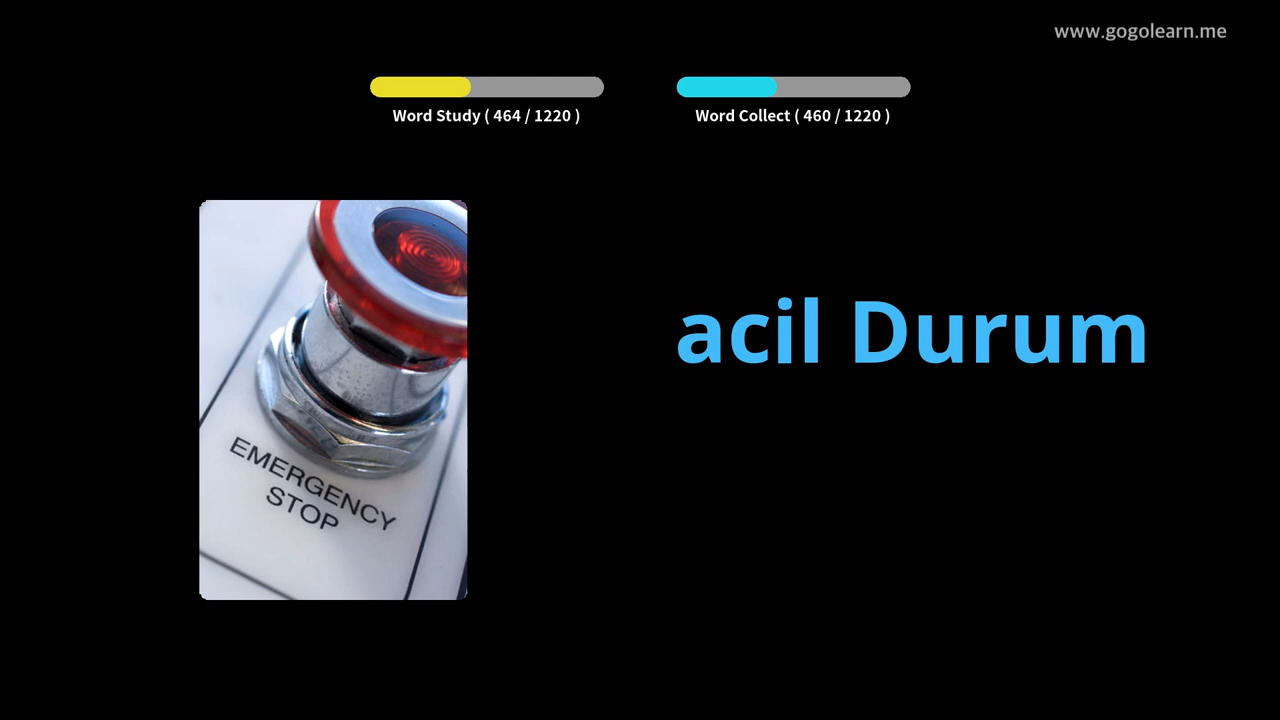 www.gogolearn.me
Word Study ( 464 / 1220 )
Word Collect ( 460 / 1220 )
acil Durum
EMERGENCY
STOP